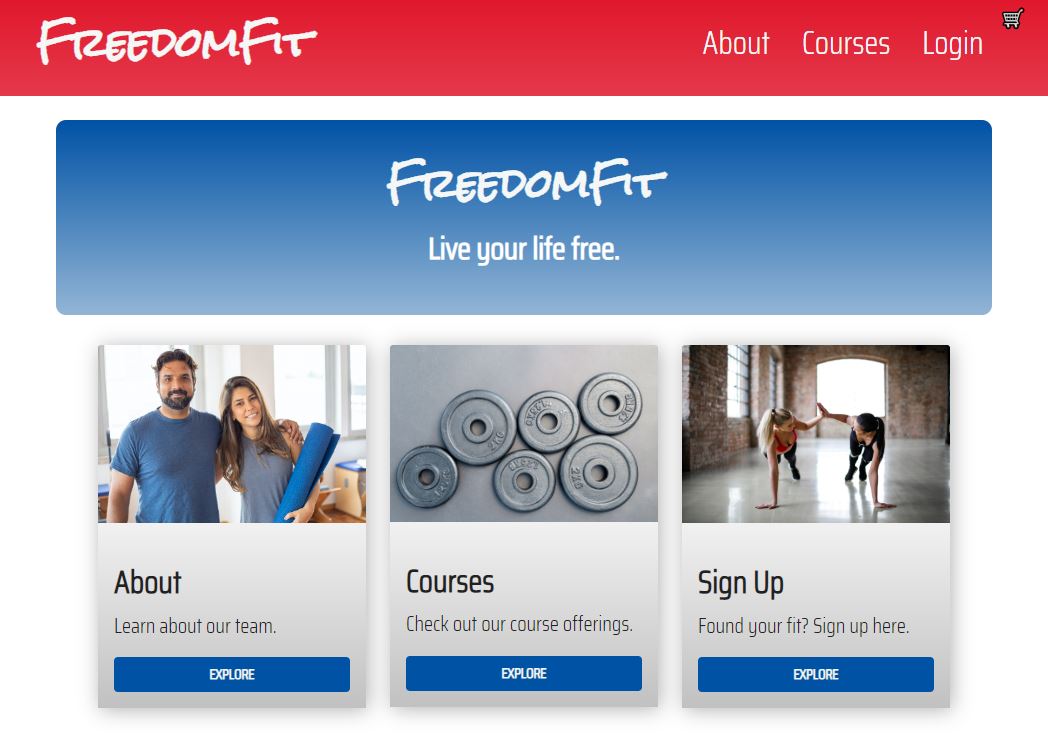 FreedomFit
About Courses Login
FreedomFit
Live your life free.
About
Learn about our team.
EXPLORE
Courses
Check out our course offerings.
EXPLORE
Sign Up
Found your fit? Sign up here.
EXPLORE